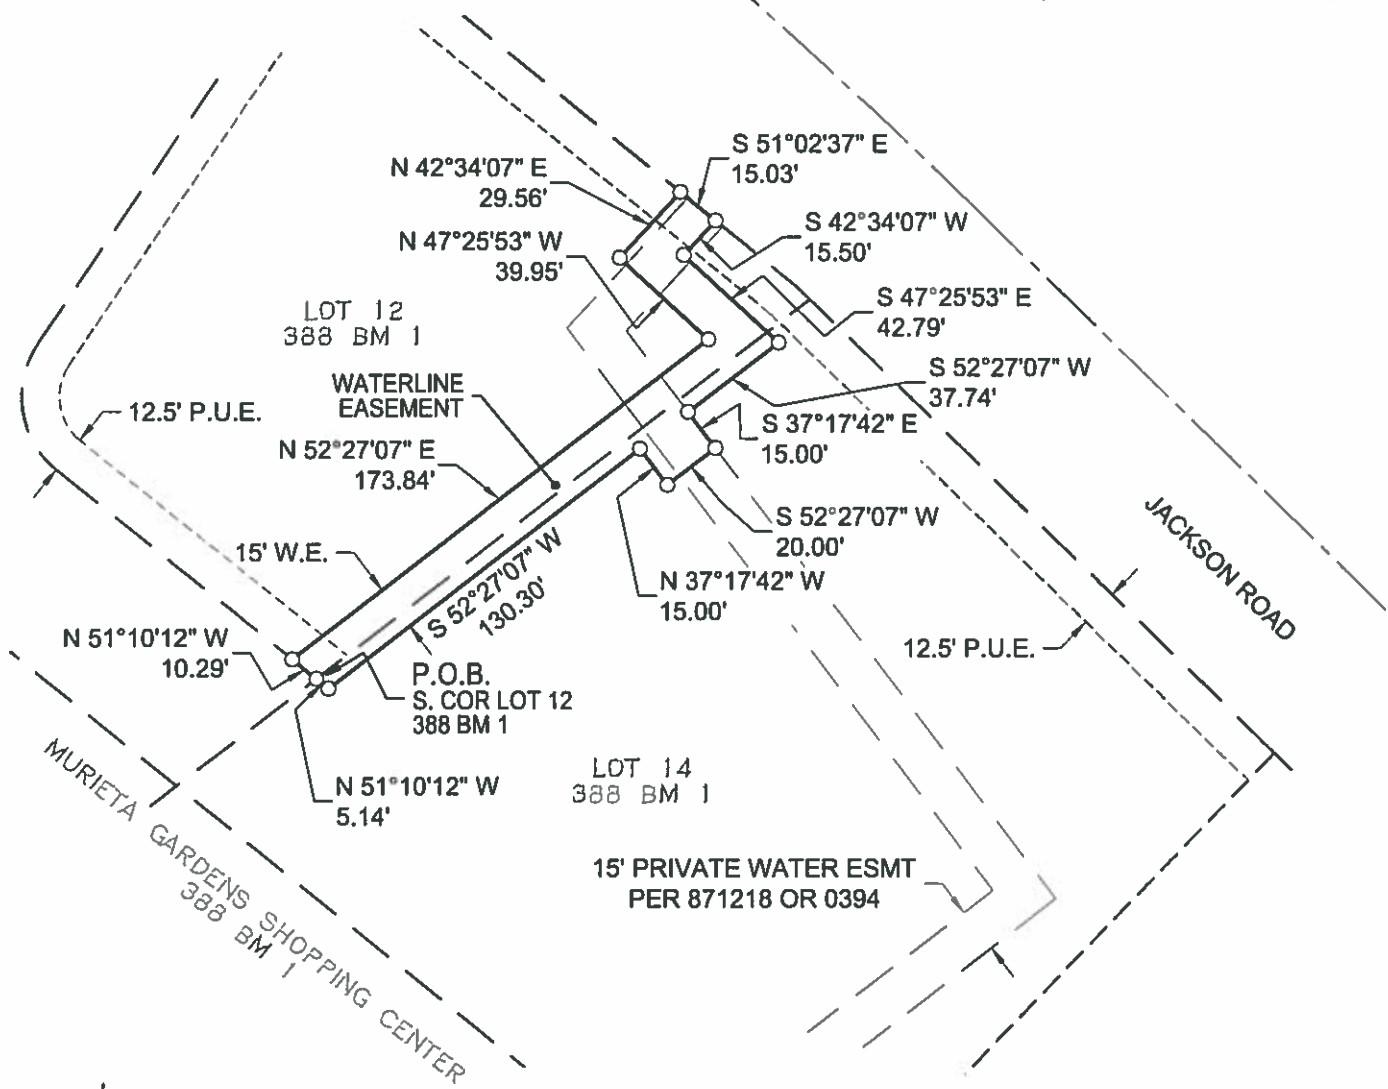 S 51°02'37" E
15.03'
N 42°34'07" E
29.56'
S 42°34'07" W
15.50'
N 47°25'53" W
39.95'
S 47°25'53" E
42.79'
LOT 12
388 BM 1
S 52°27'07" W
37.74'
WATERLINE
EASEMENT
12.5' P.U.E.
S 37°17'42" E
15.00'
N 52°27'07" E
173.84'
S 52°27'07" W
20.00'
JACKSON ROAD
15' W.E.
S 52°27'07" W
130.30'
N 37°17'42" W
15.00'
N 51°10'12" W
10.29'
12.5' P.U.E.
P.O.B.
S. COR LOT 12
388 BM 1
N 51°10'12" W
5.14'
LOT 14
388 BM 1
MURIETA GARDENS SHOPPING CENTER
388 BM 1
15' PRIVATE WATER ESMT
PER 871218 OR 0394